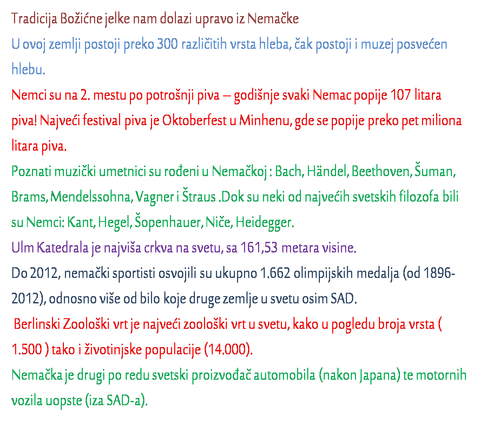 Tradicija Božićne jelke nam dolazi upravo iz Nemačke
U ovoj zemlji postoji preko 300 različitih vrsta hleba, čak postoji i muzej posvećen
hlebu.
Nemci su na 2. mestu po potrošnji piva – godišnje svaki Nemac popije 107 litara
piva! Najveći festival piva je Oktoberfest u Minhenu, gde se popije preko pet miliona
litara piva.
Poznati muzički umetnici su rođeni u Nemačkoj : Bach, Händel, Beethoven, Šuman,
Brams, Mendelssohna, Vagner i Štraus .Dok su neki od najvećih svetskih filozofa bili
su Nemci: Kant, Hegel, Šopenhauer, Niče, Heidegger.
Ulm Katedrala je najviša crkva na svetu, sa 161,53 metara visine.
Do 2012, nemački sportisti osvojili su ukupno 1.662 olimpijskih medalja (od 1896-
2012), odnosno više od bilo koje druge zemlje u svetu osim SAD.
Berlinski Zoološki vrt je najveći zoološki vrt u svetu, kako u pogledu broja vrsta (
1.500 ) tako i životinjske populacije (14.000).
Nemačka je drugi po redu svetski proizvođač automobila (nakon Japana) te motornih
vozila uopste (iza SAD-a).